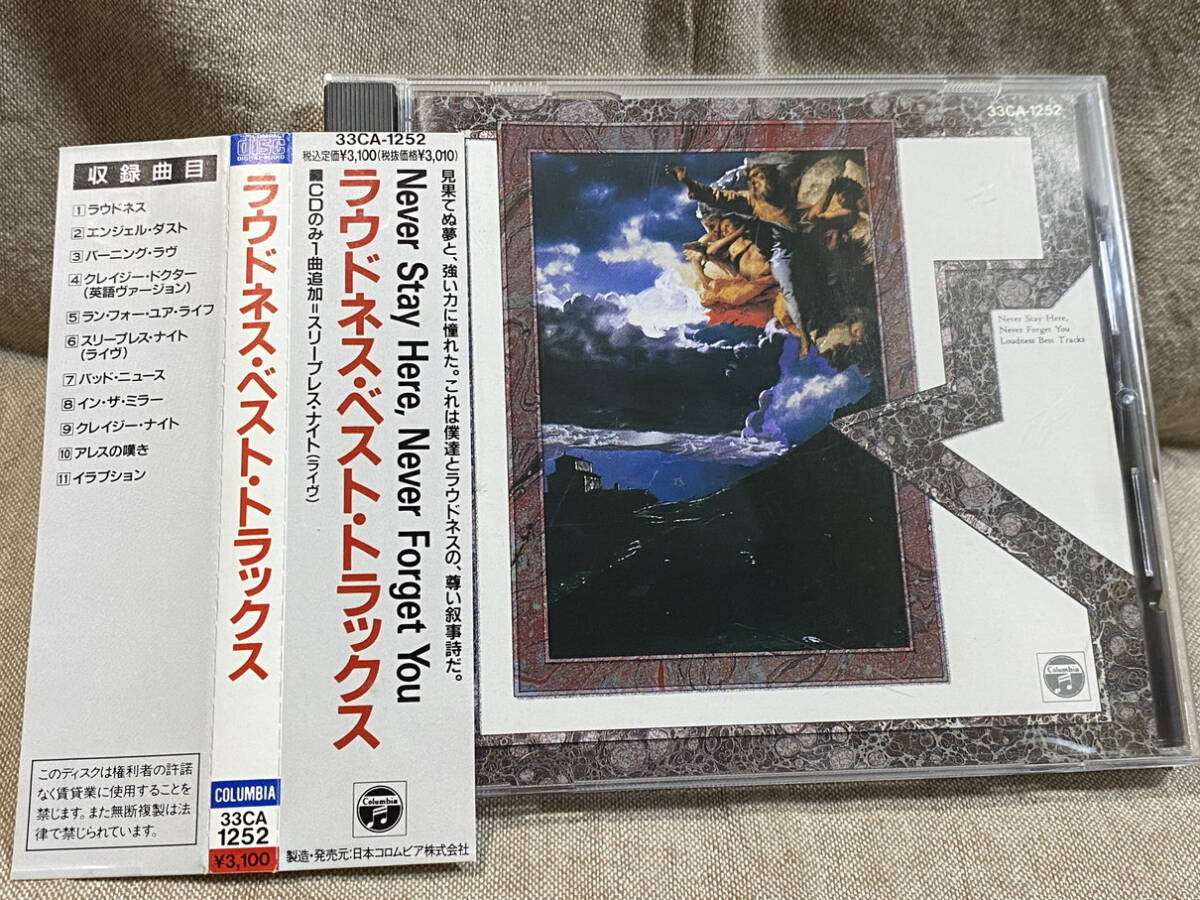 収録曲目
1 ラウドネス
2 エンジェル・ダスト
3 バーニング・ラヴ
4 クレイジー・ドクター
(英語ヴァージョン)
5 ラン・フォー・ユア・ライフ
6 スリープレス・ナイト
(ライヴ)
7 バッド・ニュース
8 イン・ザ・ミラー
9 クレイジー・ナイト
10 アレスの嘆き
11 イラプション
このディスクは権利者の許諾
なく賃貸業に使用することを
禁じます。また無断複製は法
律で禁じられています。
disc
DIGITAL AUDIO
ラウドネス・ベスト・トラックス
COLUMBIA
33CA
1252
¥3,100
33CA-1252
税込定価¥3,100(税抜価格¥3,010)
見果てぬ夢と、強い力に憧れた。これは僕達とラウドネスの、尊い叙事詩だ。
Never Stay Here, Never Forget You
ラウドネス・ベスト・トラックス
■CDのみ1曲追加=スリープレス・ナイト(ライヴ)
Columbia
製造・発売元:日本コロムビア株式会社
33CA-1252
Never Stay Here,
Never Forget You
Loudness Best Tracks
Columbia